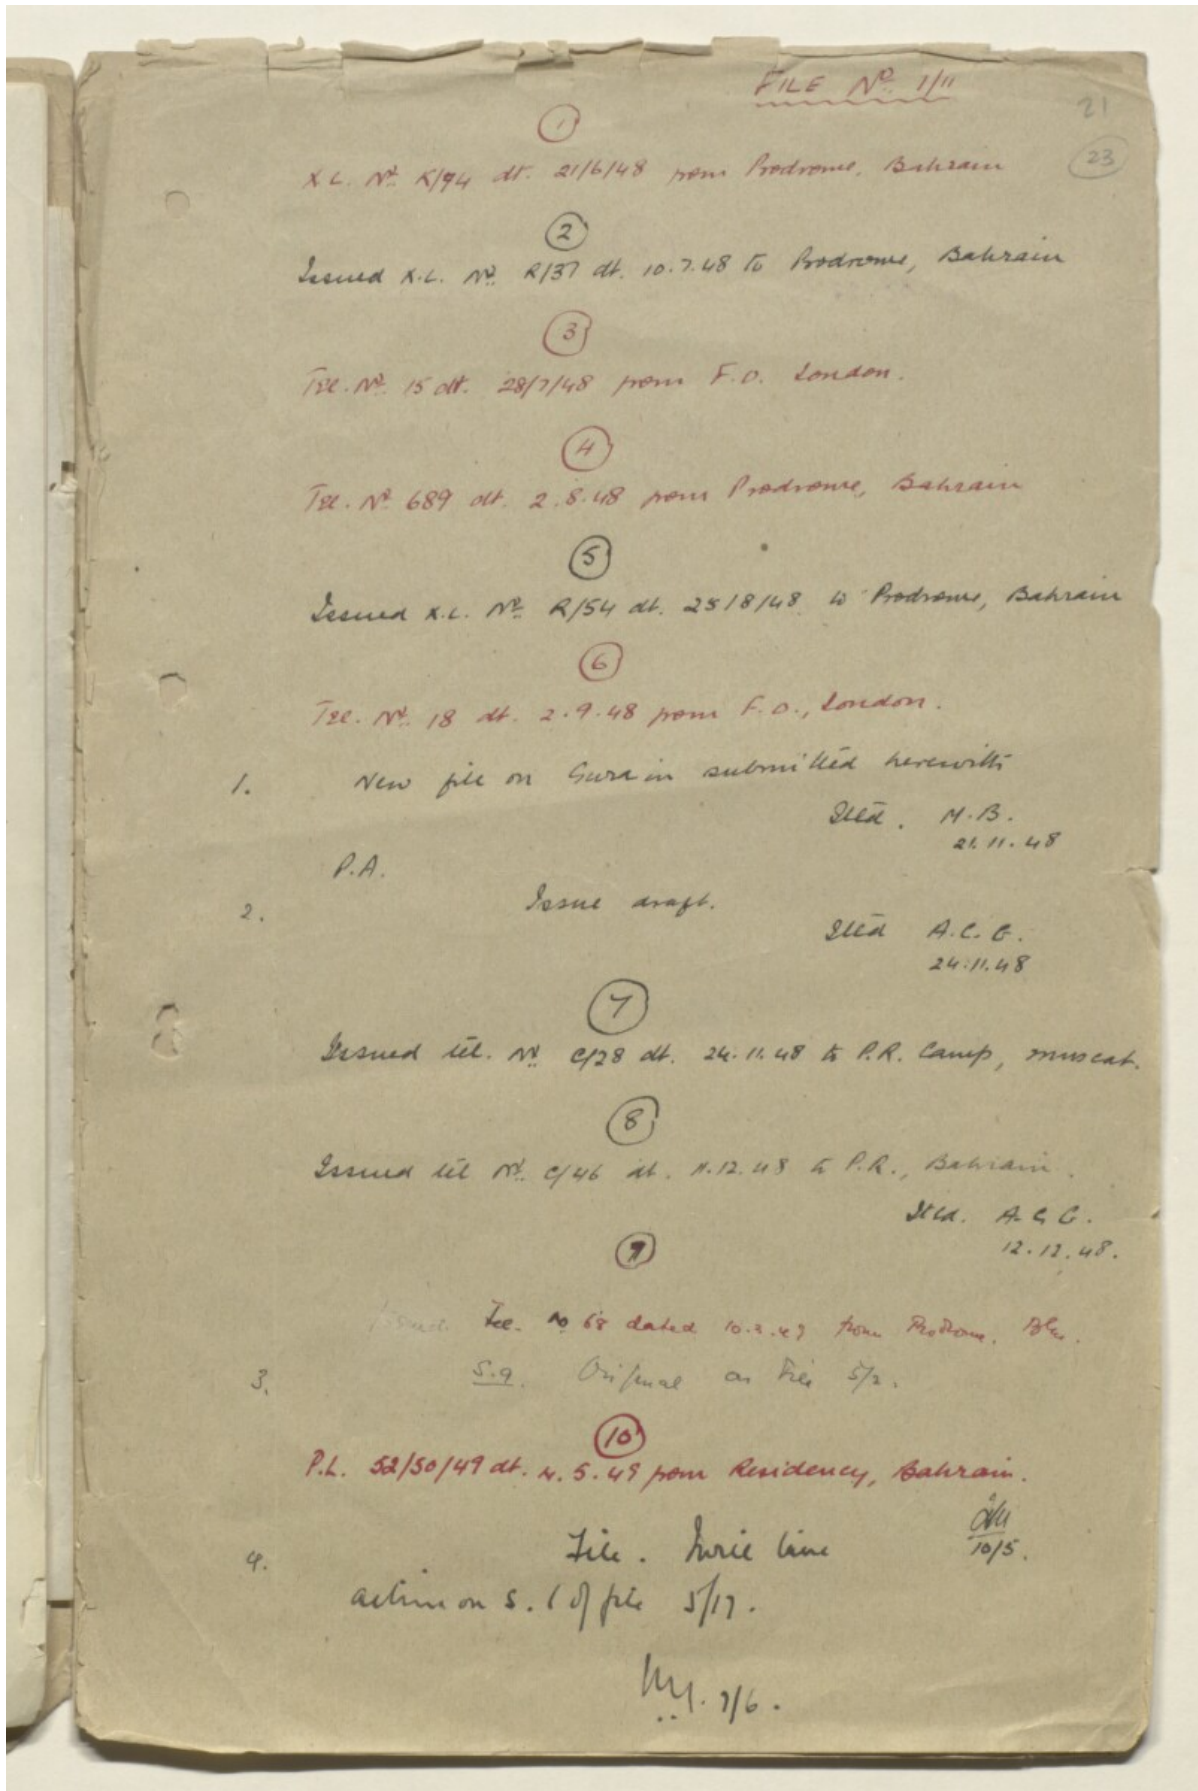 FILE Nº 1/11
21
23
1
X.L. Nº R/94 dt. 21/6/48 from Prodrome, Bahrain
2
Issued X.L. Nº R/37 dt. 10.7.48 to Prodrome, Bahrain
3
Tel. Nº 15 dt. 28/7/48 from F.O. London.
4
Tel. Nº 689 dt. 2.8.48 from Prodrome, Bahrain
5
Issued X.L. Nº R/54 dt. 25/8/48 to Prodrome, Bahrain
6
Tel. Nº 18 dt. 2.9.48 from F.O., London.
1. New file on submitted herewith
Itld. M.B.
21.11.48
P.A.
2. Issue draft.
Itld A.C.G.
24.11.48
7
Issued tel. Nº C/28 dt. 24.11.48 to P.R. Camp, Muscat.
8
Issued tel Nº C/46 dt. 11.12.48 to P.R., Bahrain.
Itld. A.C.G.
12.12.48.
9
Tel. No 68 dated 10.3.49 from Prodrome,
3. S.9. Original on File 5/2.
10
P.L. 52/50/49 dt. 4.5.49 from Residency, Bahrain.
10/5.
4. File.
action on S. 1 of file 5/17.
7/6.